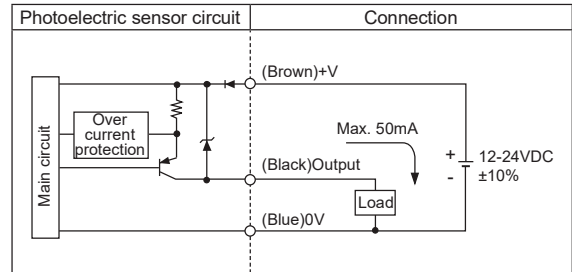 Photoelectric sensor circuit
Connection
(Brown)+V
Over
current
protection
Main circuit
Max. 50mA
(Black)Output
+
-
12-24VDC
±10%
Load
(Blue)0V